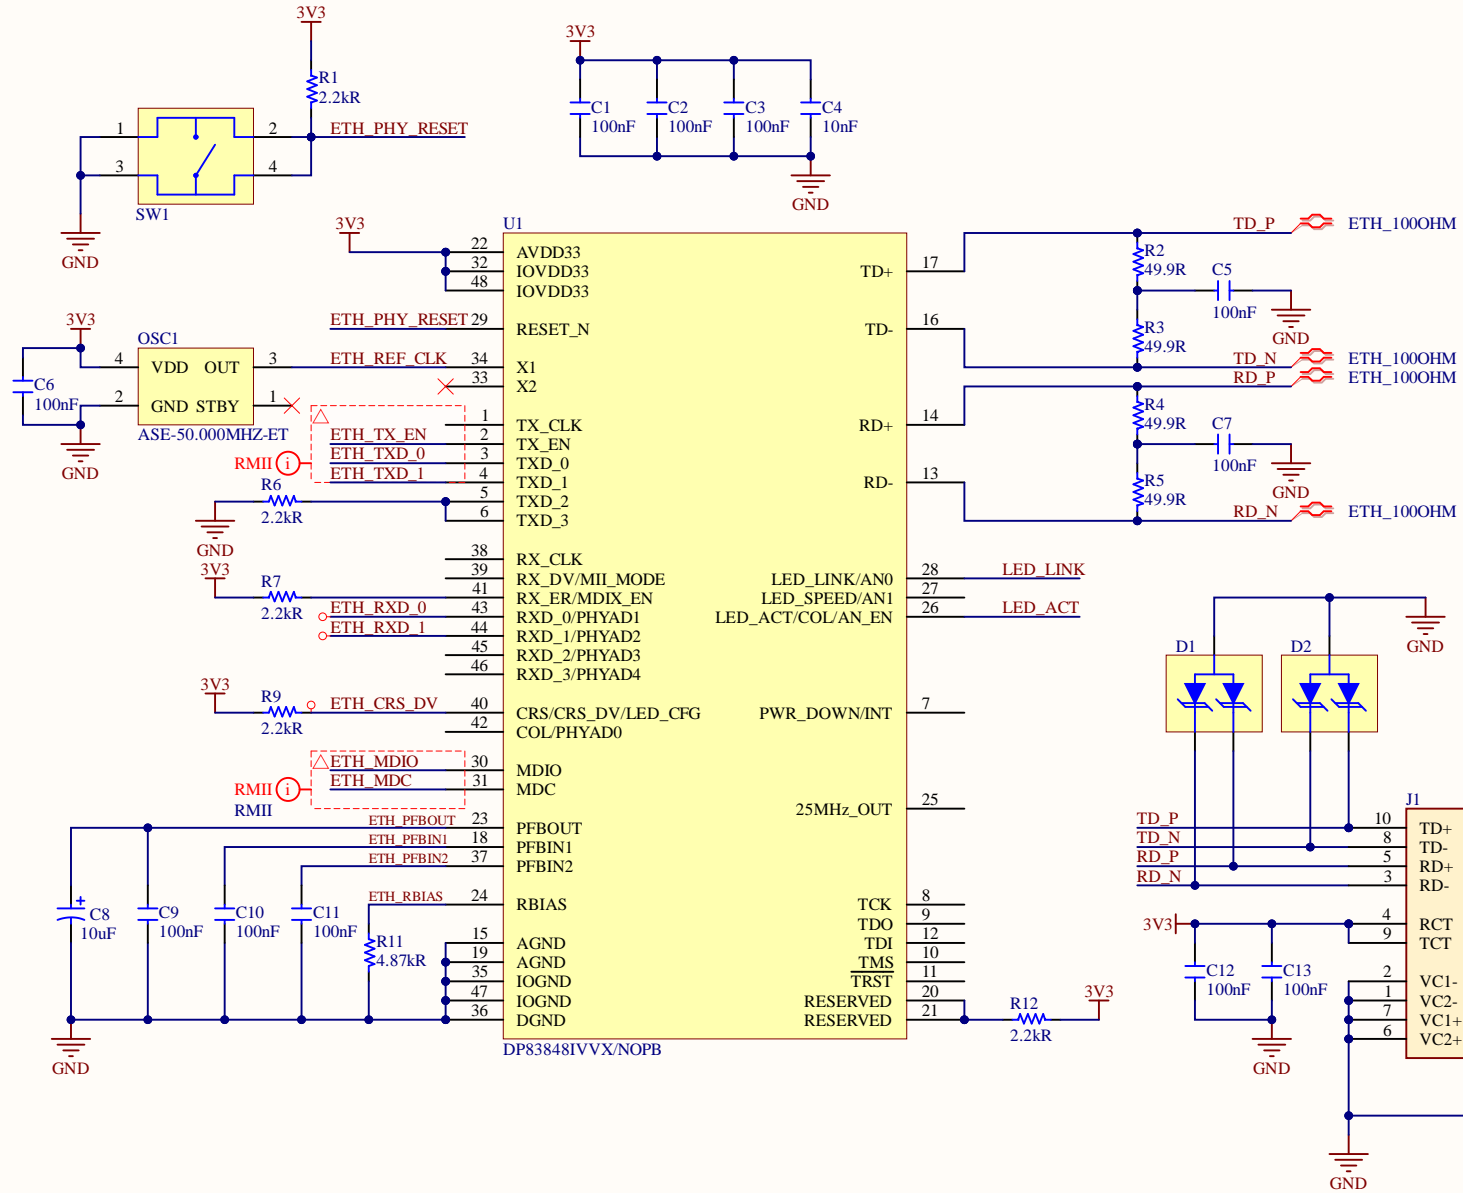 3V3
R1
2.2kR
1
2
ETH_PHY_RESET
3
4
SW1
GND
3V3
C1
100nF
C2
100nF
C3
100nF
C4
10nF
GND
3V3
OSC1
4
VDD
OUT
3
ETH_REF_CLK
C6
100nF
2
GND
STBY
1
ASE-50.000MHZ-ET
GND
U1
3V3
22
AVDD33
32
IOVDD33
48
IOVDD33
ETH_PHY_RESET
29
RESET_N
34
X1
33
X2
1
TX_CLK
ETH_TX_EN
2
TX_EN
ETH_TXD_0
3
TXD_0
RMII
i
ETH_TXD_1
4
TXD_1
R6
2.2kR
5
TXD_2
6
TXD_3
GND
38
RX_CLK
39
RX_DV/MII_MODE
3V3
R7
2.2kR
41
RX_ER/MDIX_EN
ETH_RXD_0
43
RXD_0/PHYAD1
ETH_RXD_1
44
RXD_1/PHYAD2
45
RXD_2/PHYAD3
46
RXD_3/PHYAD4
3V3
R9
2.2kR
ETH_CRS_DV
40
CRS/CRS_DV/LED_CFG
42
COL/PHYAD0
ETH_MDIO
30
MDIO
RMII
i
ETH_MDC
31
MDC
RMII
ETH_PFBOUT
23
PFBOUT
ETH_PFBIN1
18
PFBIN1
ETH_PFBIN2
37
PFBIN2
ETH_RBIAS
24
RBIAS
C8
10uF
C9
100nF
C10
100nF
C11
100nF
R11
4.87kR
15
AGND
19
AGND
35
IOGND
47
IOGND
36
DGND
GND
DP83848IVVX/NOPB
TD+
17
TD-
16
RD+
14
RD-
13
LED_LINK/AN0
28
LED_LINK
LED_SPEED/AN1
27
LED_ACT/COL/AN_EN
26
LED_ACT
PWR_DOWN/INT
7
25MHz_OUT
25
TCK
8
TDO
9
TDI
12
TMS
10
TRST
11
RESERVED
20
RESERVED
21
R12
2.2kR
3V3
TD_P
ETH_100OHM
R2
49.9R
C5
100nF
GND
R3
49.9R
TD_N
ETH_100OHM
RD_P
ETH_100OHM
R4
49.9R
C7
100nF
GND
R5
49.9R
RD_N
ETH_100OHM
GND
D1
D2
J1
TD_P
10
TD+
TD_N
8
TD-
RD_P
5
RD+
RD_N
3
RD-
3V3
4
RCT
9
TCT
C12
100nF
C13
100nF
GND
2
VC1-
1
VC2-
7
VC1+
6
VC2+
GND